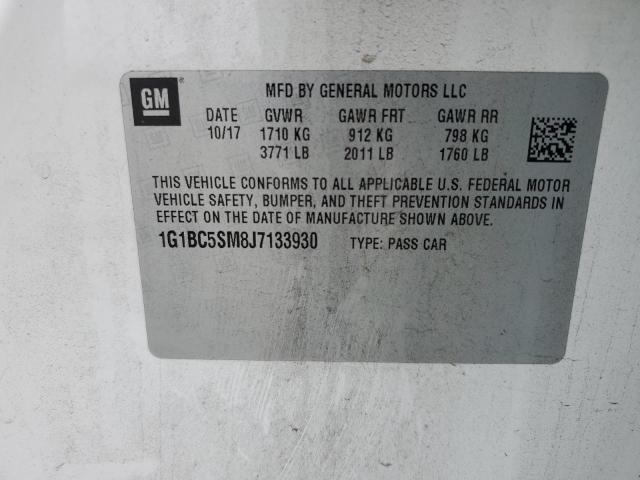 GM
MFD BY GENERAL MOTORS LLC
DATE GVWR GAWR FRT GAWR RR
10/17 1710 KG 912 KG 798 KG
3771 LB 2011 LB 1760 LB
THIS VEHICLE CONFORMS TO ALL APPLICABLE U.S. FEDERAL MOTOR
VEHICLE SAFETY, BUMPER, AND THEFT PREVENTION STANDARDS IN
EFFECT ON THE DATE OF MANUFACTURE SHOWN ABOVE.
1G1BC5SM8J7133930 TYPE: PASS CAR